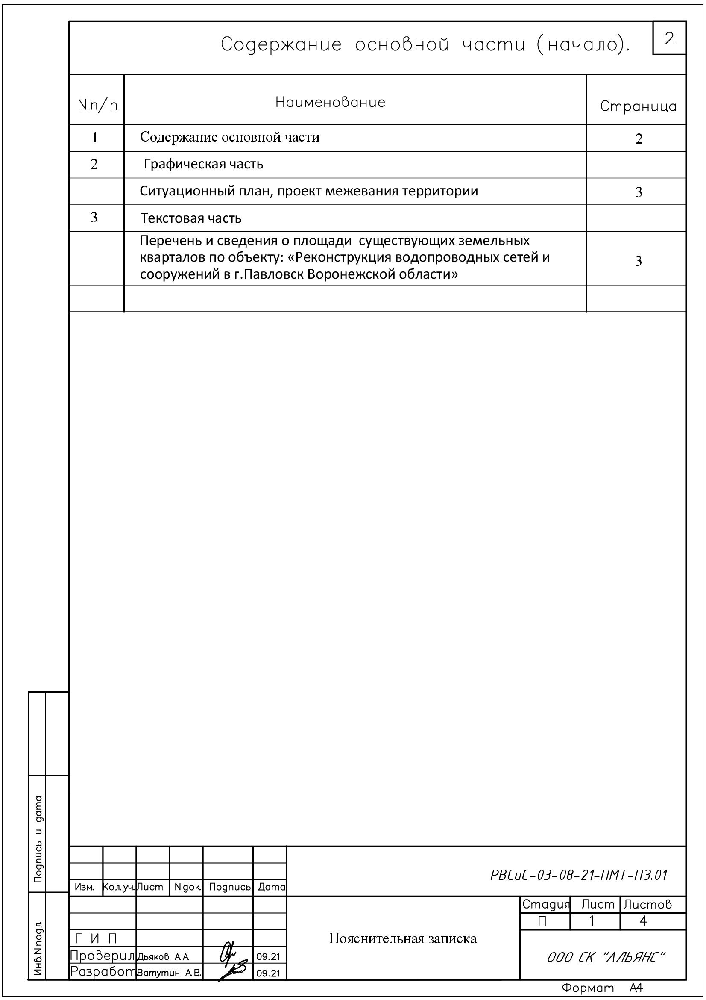 Содержание основной части (начало).
2
Nп/п
Наименование
Страница
1
Содержание основной части
2
2
Графическая часть
Ситуационный план, проект межевания территории
3
3
Текстовая часть
Перечень и сведения о площади существующих земельных
кварталов по объекту: «Реконструкция водопроводных сетей и
сооружений в г.Павловск Воронежской области»
3
Подпись и дата
Инв.Nподл.
РВСиС-03-08-21-ПМТ-ПЗ.01
Изм. Кол.уч. Лист Nдок. Подпись Дата
Стадия Лист Листов
П 1 4
Пояснительная записка
Г И П
Проверил Дьяков А.А. 09.21
Разработ. Ватутин А.В. 09.21
ООО СК "АЛЬЯНС"
Формат А4